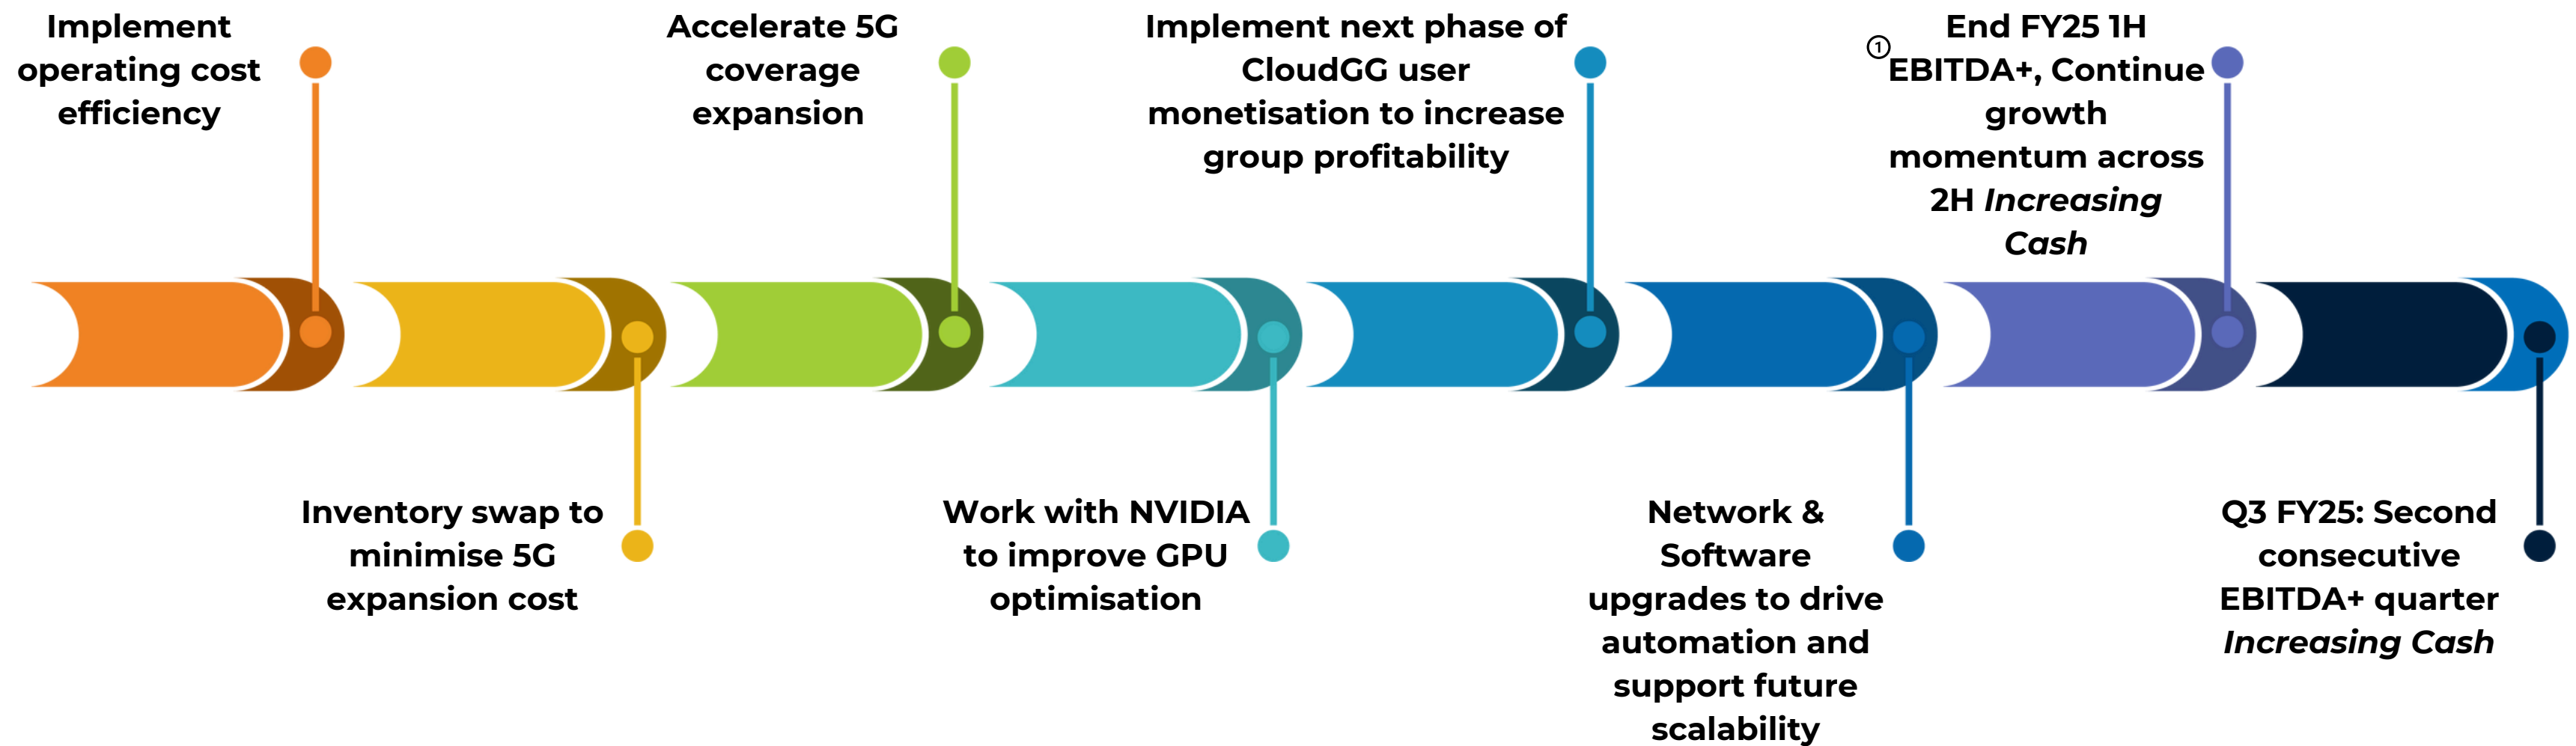 Implement
operating cost
efficiency
Inventory swap to
minimise 5G
expansion cost
Accelerate 5G
coverage
expansion
Work with NVIDIA
to improve GPU
optimisation
Implement next phase of
CloudGG user
monetisation to increase
group profitability
Network &
Software
upgrades to drive
automation and
support future
scalability
①
End FY25 1H
EBITDA+, Continue
growth
momentum across
2H Increasing
Cash
Q3 FY25: Second
consecutive
EBITDA+ quarter
Increasing Cash